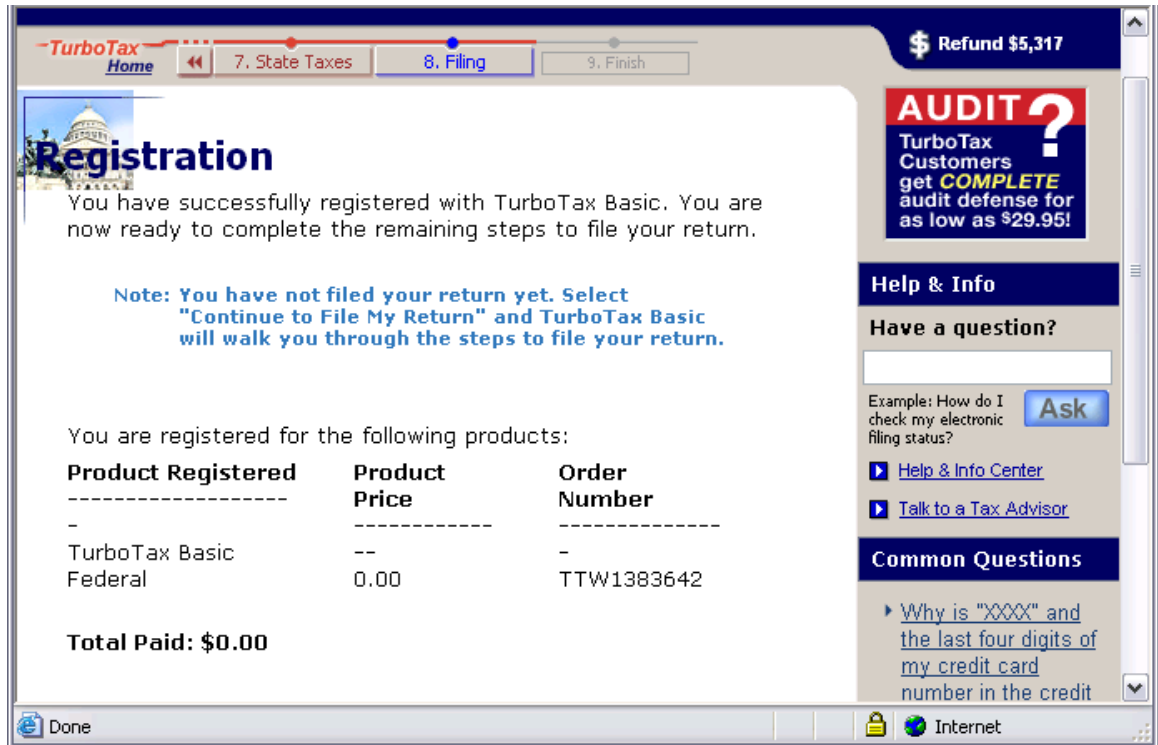 TurboTax
Home
7. State Taxes
8. Filing
9. Finish
$ Refund $5,317
Registration
You have successfully registered with TurboTax Basic. You are
now ready to complete the remaining steps to file your return.
Note: You have not filed your return yet. Select
"Continue to File My Return" and TurboTax Basic
will walk you through the steps to file your return.
You are registered for the following products:
Product Registered Product Order
------------------- Price Number
- ------------ --------------
TurboTax Basic -- -
Federal 0.00 TTW1383642
Total Paid: $0.00
AUDIT ?
TurboTax
Customers
get COMPLETE
audit defense for
as low as $29.95!
Help & Info
Have a question?
Example: How do I
check my electronic
filing status?
Ask
Help & Info Center
Talk to a Tax Advisor
Common Questions
Why is "XXXX" and
the last four digits of
my credit card
number in the credit
Done
Internet